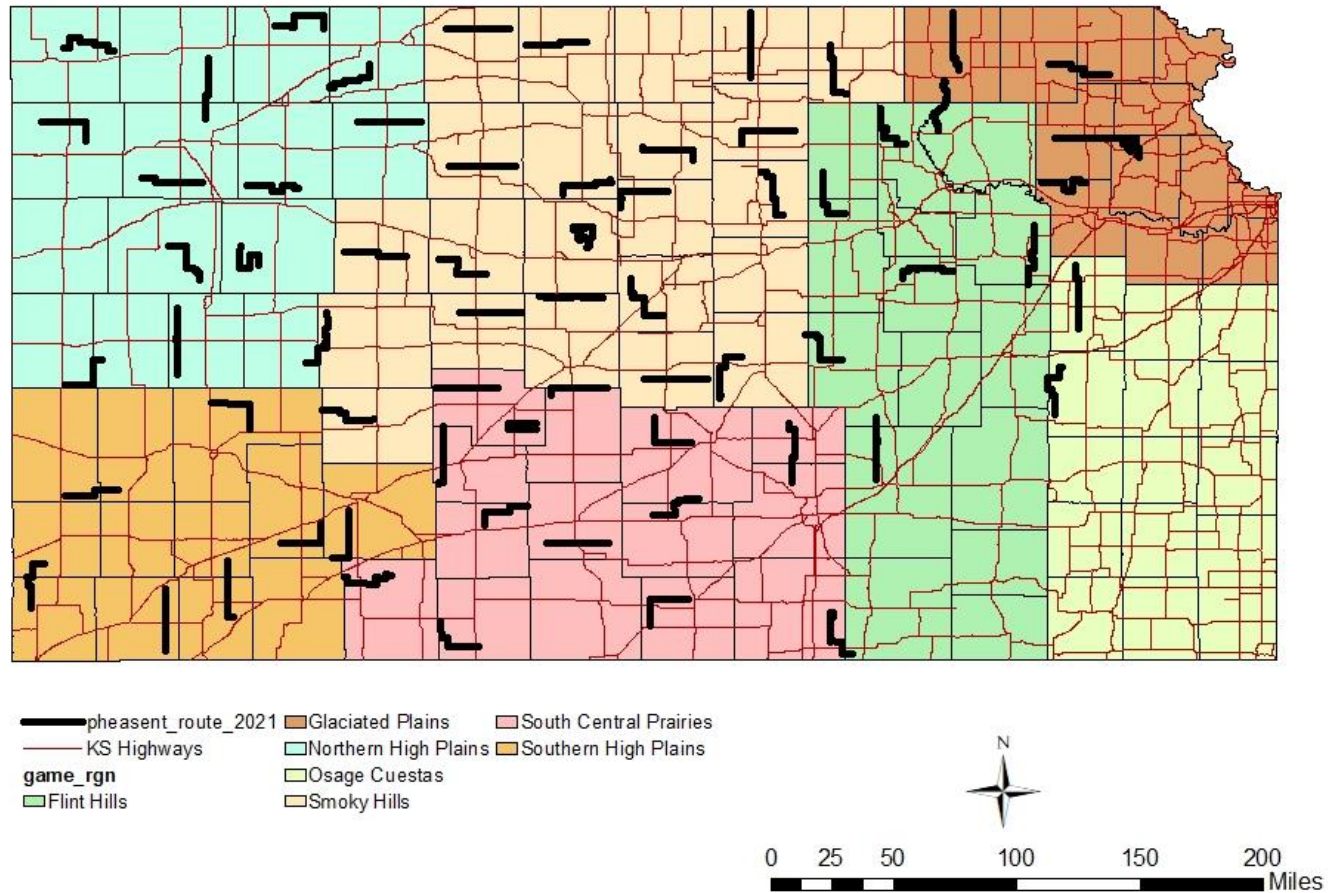 pheasent_route_2021 Glaciated Plains South Central Prairies
KS Highways Northern High Plains Southern High Plains
game_rgn Osage Cuestas
Flint Hills Smoky Hills
N
0 25 50 100 150 200
Miles